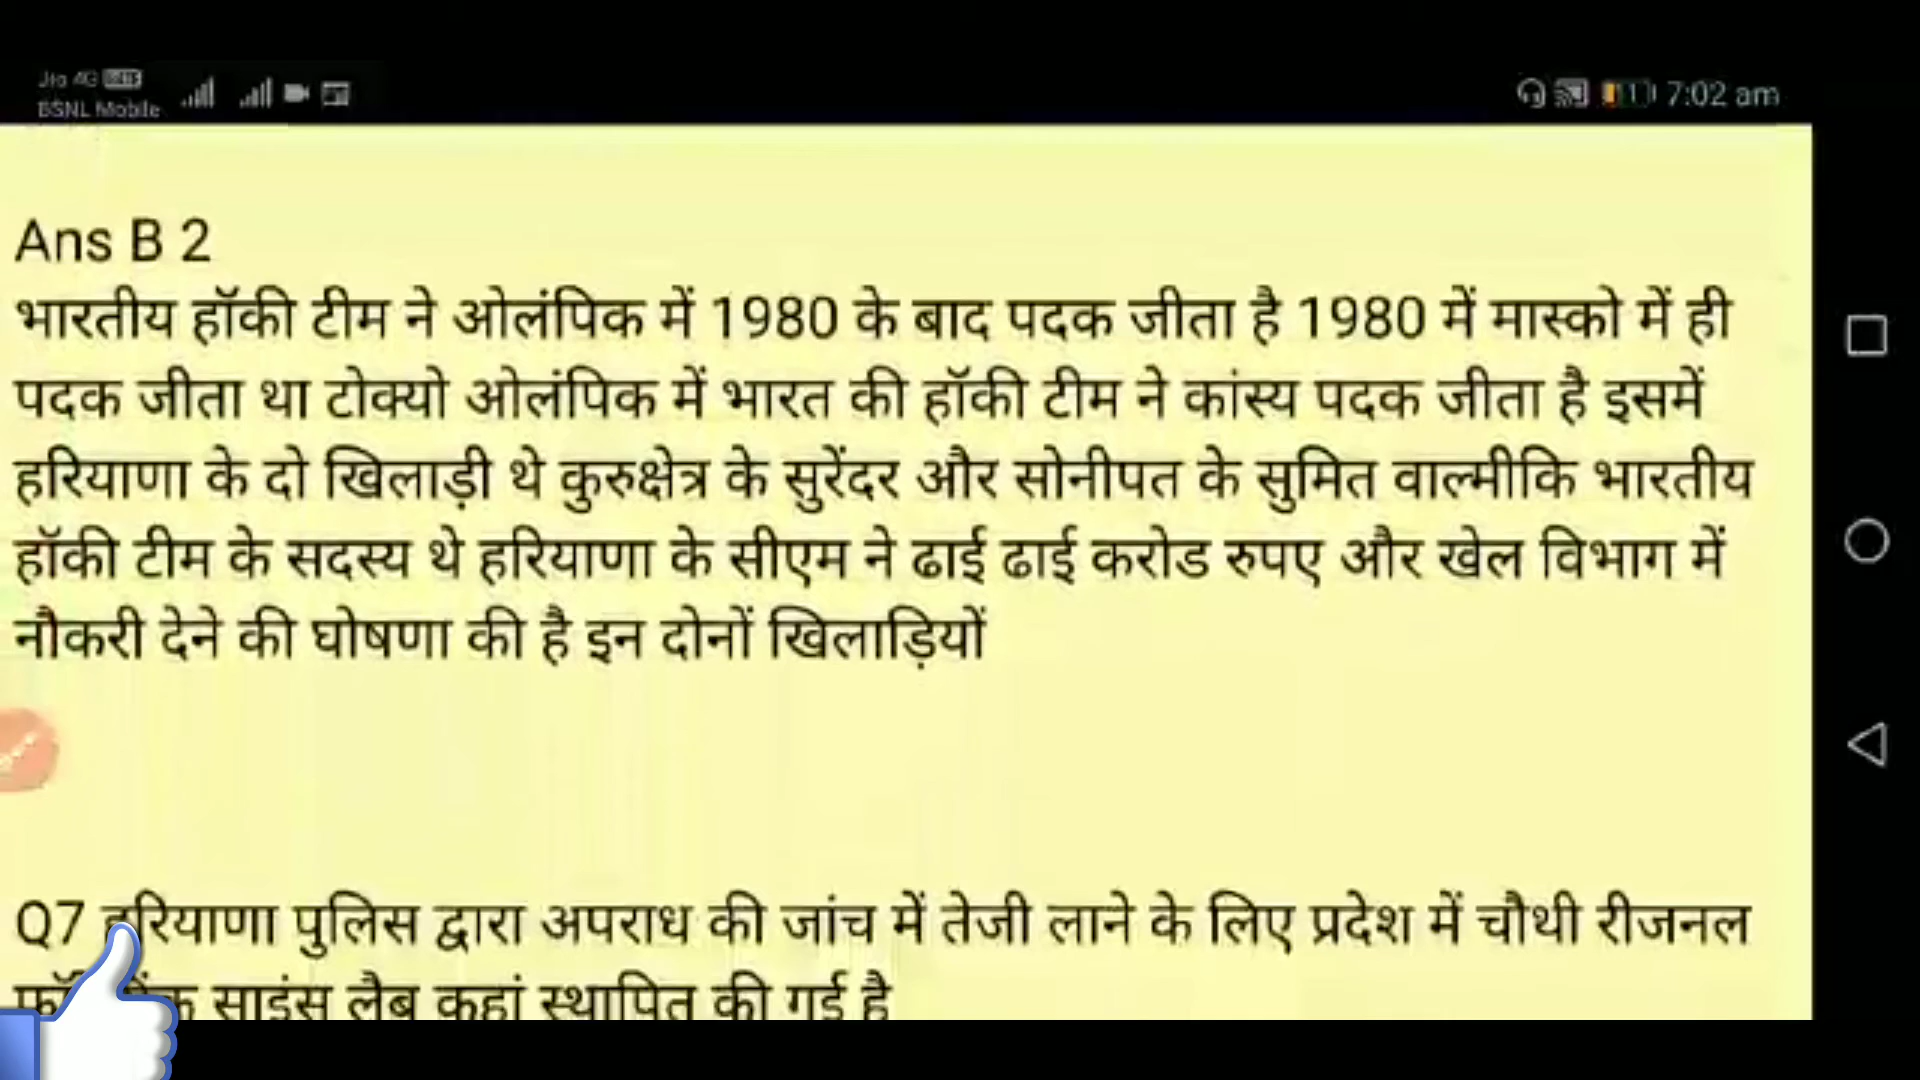 Jio 4G VoLTE
BSNL Mobile
7:02 am
Ans B 2
भारतीय हॉकी टीम ने ओलंपिक में 1980 के बाद पदक जीता है 1980 में मास्को में ही
पदक जीता था टोक्यो ओलंपिक में भारत की हॉकी टीम ने कांस्य पदक जीता है इसमें
हरियाणा के दो खिलाड़ी थे कुरुक्षेत्र के सुरेंदर और सोनीपत के सुमित वाल्मीकि भारतीय
हॉकी टीम के सदस्य थे हरियाणा के सीएम ने ढाई ढाई करोड रुपए और खेल विभाग में
नौकरी देने की घोषणा की है इन दोनों खिलाड़ियों
Q7 हरियाणा पुलिस द्वारा अपराध की जांच में तेजी लाने के लिए प्रदेश में चौथी रीजनल
साइंस लैब कहां स्थापित की गई है